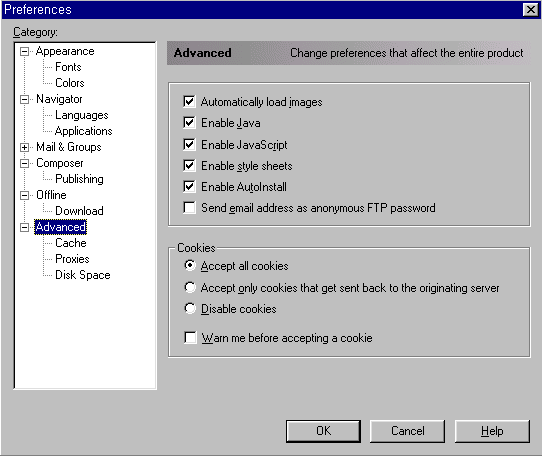 Preferences
Category:
Appearance
Fonts
Colors
Navigator
Languages
Applications
Mail & Groups
Composer
Publishing
Offline
Download
Advanced
Cache
Proxies
Disk Space
Advanced Change preferences that affect the entire product
Automatically load images
Enable Java
Enable JavaScript
Enable style sheets
Enable AutoInstall
Send email address as anonymous FTP password
Cookies
Accept all cookies
Accept only cookies that get sent back to the originating server
Disable cookies
Warn me before accepting a cookie
OK Cancel Help